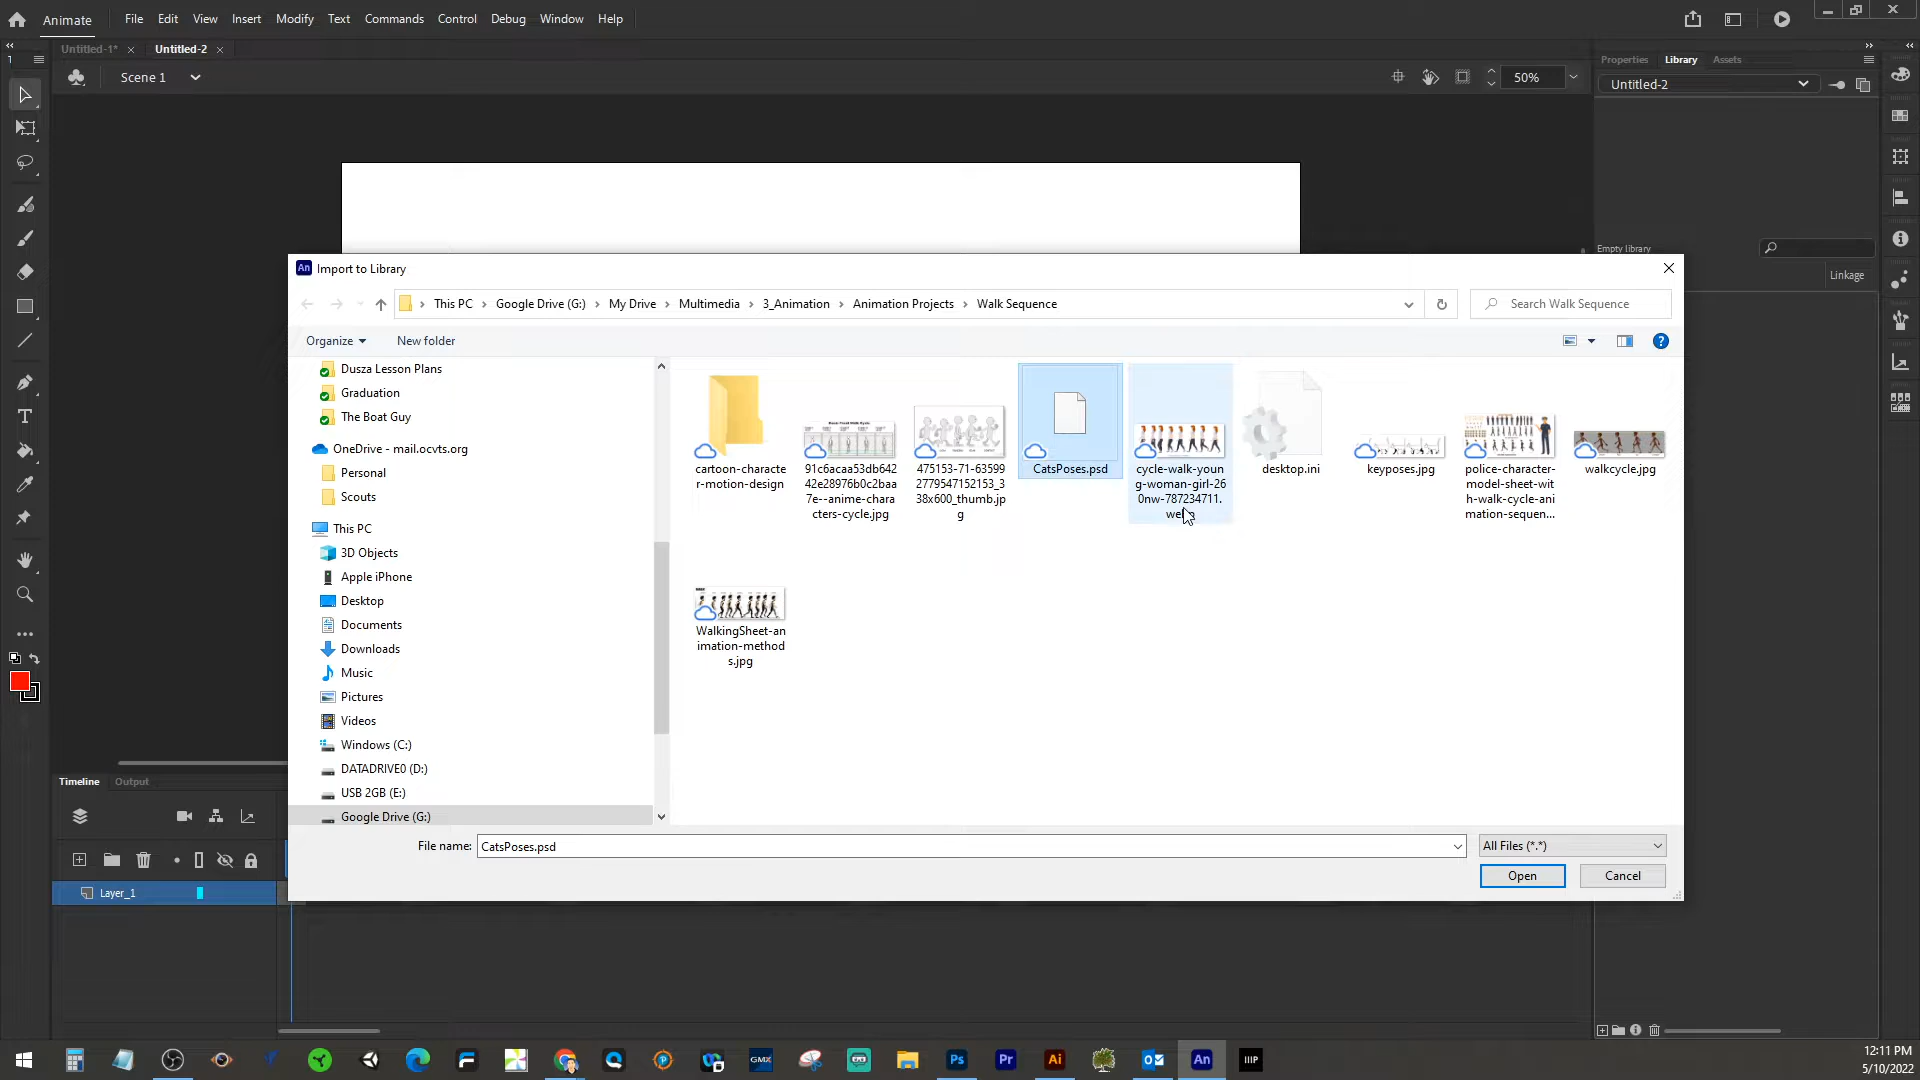 Animate File Edit View Insert Modify Text Commands Control Debug Window Help
Untitled-1* × Untitled-2 ×
Properties Library Assets
Scene 1 50%
Untitled-2
Empty library
Linkage
An Import to Library
This PC > Google Drive (G:) > My Drive > Multimedia > 3_Animation > Animation Projects > Walk Sequence
Search Walk Sequence
Organize New folder
Dusza Lesson Plans
Graduation
The Boat Guy
OneDrive - mail.ocvts.org
Personal
Scouts
This PC
3D Objects
Apple iPhone
Desktop
Documents
Downloads
Music
Pictures
Videos
Windows (C:)
DATADRIVE0 (D:)
USB 2GB (E:)
Google Drive (G:)
cartoon-characte
r-motion-design
91c6acaa53db642
42e28976b0c2baa
7e--anime-chara
cters-cycle.jpg
475153-71-63599
2779547152153_3
38x600_thumb.jp
g
CatsPoses.psd
cycle-walk-youn
g-woman-girl-26
0nw-787234711.
desktop.ini
keyposes.jpg
police-character-
model-sheet-wit
h-walk-cycle-ani
mation-sequen...
walkcycle.jpg
WalkingSheet-an
imation-method
s.jpg
File name: CatsPoses.psd All Files (*.*)
Open Cancel
Timeline Output
Layer_1
GMX Ps Pr Ai An
12:11 PM
5/10/2022